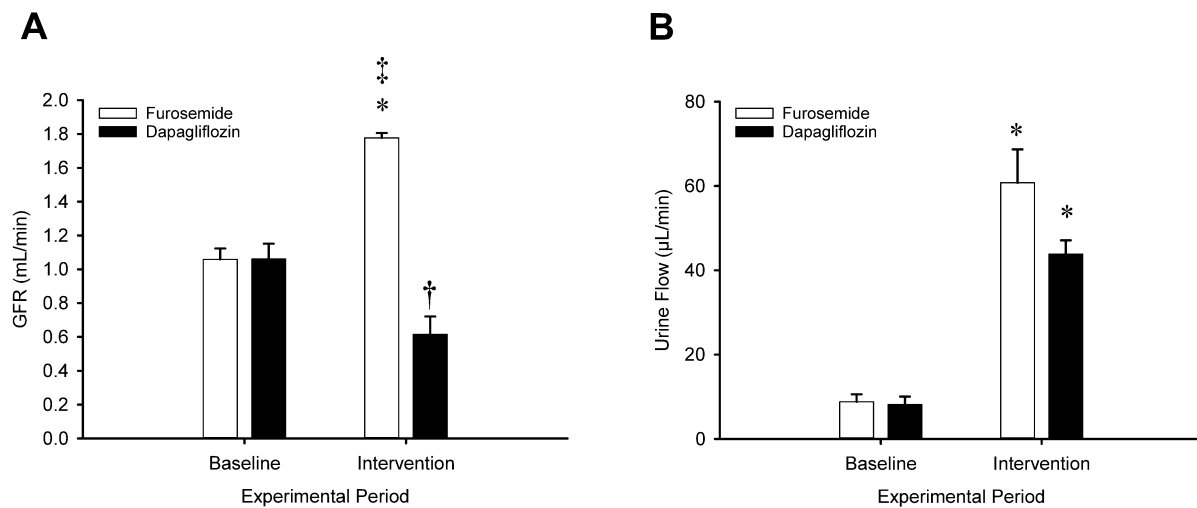 A
‡
*
2.0
1.8
1.6
1.4
1.2
1.0
0.8
0.6
0.4
0.2
0.0
GFR (mL/min)
Furosemide
Dapagliflozin
†
Baseline
Intervention
Experimental Period
B
80
60
40
20
0
Urine Flow (µL/min)
Furosemide
Dapagliflozin
*
*
Baseline
Intervention
Experimental Period